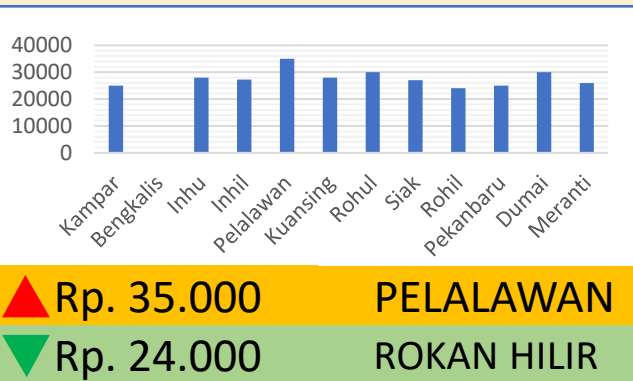 40000
30000
20000
10000
0
Kampar
Bengkalis
Inhu
Inhil
Pelalawan
Kuansing
Rohul
Siak
Rohil
Pekanbaru
Dumai
Meranti
Rp. 35.000 PELALAWAN
Rp. 24.000 ROKAN HILIR